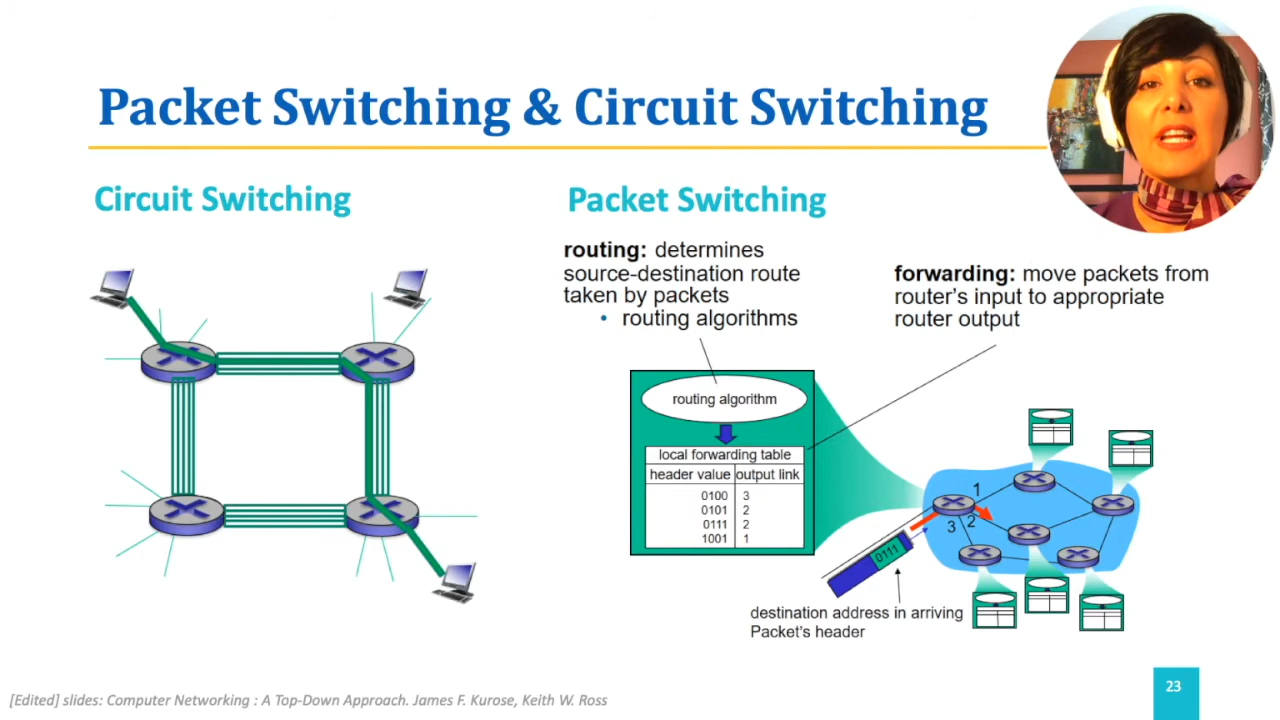 Packet Switching & Circuit Switching
Circuit Switching
Packet Switching
routing: determines
source-destination route
taken by packets
• routing algorithms
forwarding: move packets from
router's input to appropriate
router output
routing algorithm
local forwarding table
header value output link
0100 3
0101 2
0111 2
1001 1
1
3 2
0111
destination address in arriving
Packet's header
[Edited] slides: Computer Networking : A Top-Down Approach. James F. Kurose, Keith W. Ross
23